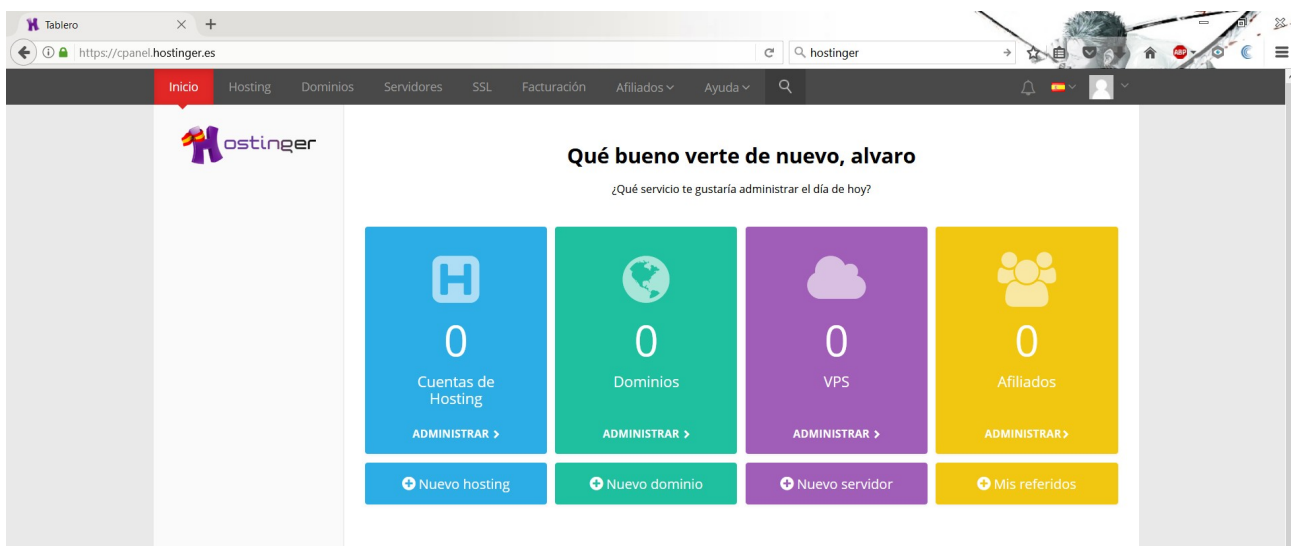 Tablero
https://cpanel.hostinger.es
hostinger
ABP
Inicio Hosting Dominios Servidores SSL Facturación Afiliados Ayuda
Hostinger
Qué bueno verte de nuevo, alvaro
¿Qué servicio te gustaría administrar el día de hoy?
H
0
Cuentas de
Hosting
ADMINISTRAR >
Nuevo hosting
0
Dominios
ADMINISTRAR >
Nuevo dominio
0
VPS
ADMINISTRAR >
Nuevo servidor
0
Afiliados
ADMINISTRAR >
Mis referidos